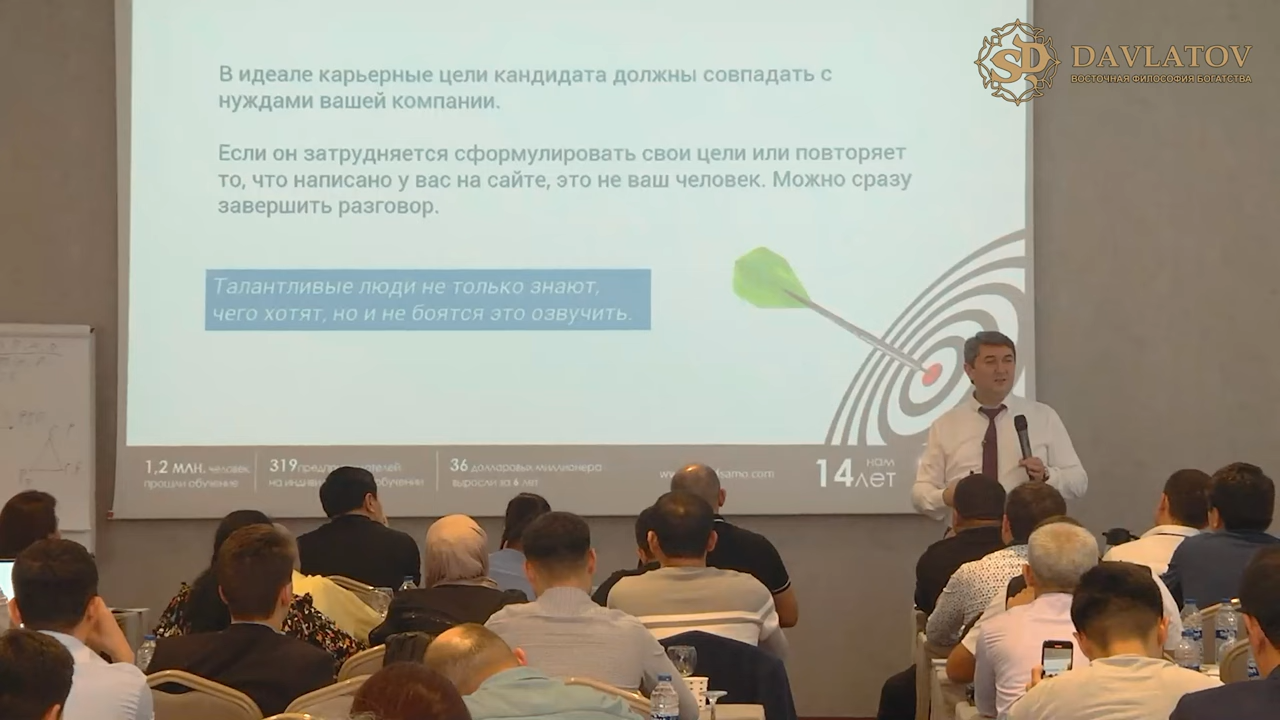 DAVLATOV
ВОСТОЧНАЯ ФИЛОСОФИЯ БОГАТСТВА
В идеале карьерные цели кандидата должны совпадать с
нуждами вашей компании.
Если он затрудняется сформулировать свои цели или повторяет
то, что написано у вас на сайте, это не ваш человек. Можно сразу
завершить разговор.
Талантливые люди не только знают,
чего хотят, но и не боятся это озвучить.
1,2 МЛН. человек
прошли обучение
319
обучении
36 долларовых миллионера
выросли за 6 лет
14 нам
лет